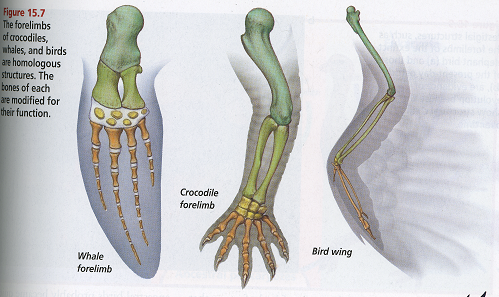 Figure 15.7
The forelimbs
of crocodiles,
whales, and birds
are homologous
structures. The
bones of each
are modified for
their function.
Crocodile
forelimb
Whale
forelimb
Bird wing